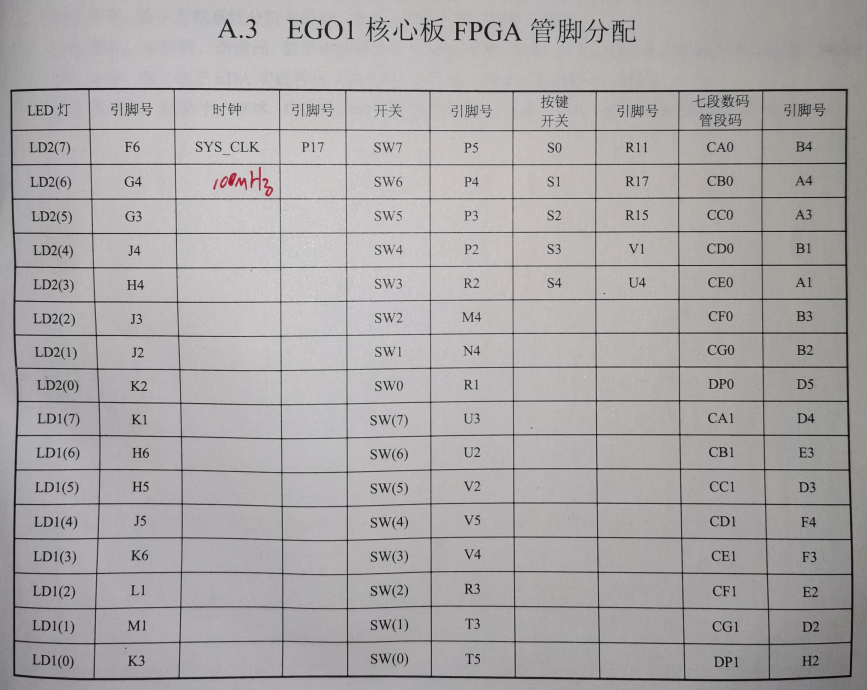 A.3 EGO1 核心板 FPGA 管脚分配
LED 灯 引脚号 时钟 引脚号 开关 引脚号 按键开关 引脚号 七段数码管段码 引脚号
LD2(7) F6 SYS_CLK P17 SW7 P5 S0 R11 CA0 B4
LD2(6) G4 100MHz SW6 P4 S1 R17 CB0 A4
LD2(5) G3 SW5 P3 S2 R15 CC0 A3
LD2(4) J4 SW4 P2 S3 V1 CD0 B1
LD2(3) H4 SW3 R2 S4 U4 CE0 A1
LD2(2) J3 SW2 M4 CF0 B3
LD2(1) J2 SW1 N4 CG0 B2
LD2(0) K2 SW0 R1 DP0 D5
LD1(7) K1 SW(7) U3 CA1 D4
LD1(6) H6 SW(6) U2 CB1 E3
LD1(5) H5 SW(5) V2 CC1 D3
LD1(4) J5 SW(4) V5 CD1 F4
LD1(3) K6 SW(3) V4 CE1 F3
LD1(2) L1 SW(2) R3 CF1 E2
LD1(1) M1 SW(1) T3 CG1 D2
LD1(0) K3 SW(0) T5 DP1 H2